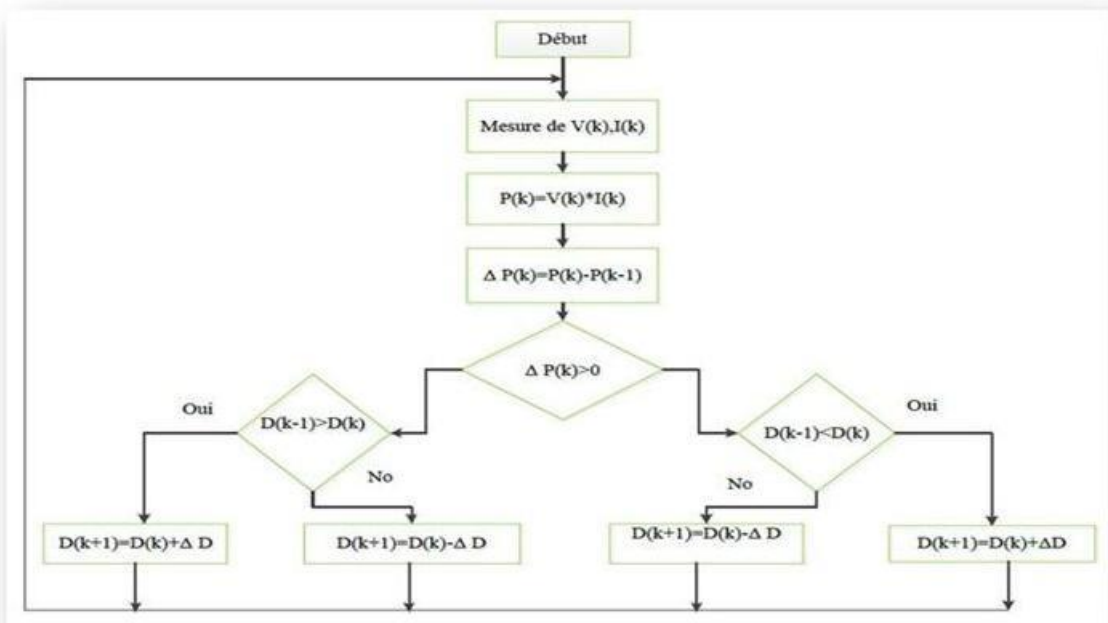 Début
Mesure de V(k),I(k)
P(k)=V(k)*I(k)
Δ P(k)=P(k)-P(k-1)
Δ P(k)>0
Oui
D(k-1)>D(k)
No
D(k-1)<D(k)
Oui
No
D(k+1)=D(k)+Δ D
D(k+1)=D(k)-Δ D
D(k+1)=D(k)-Δ D
D(k+1)=D(k)+ΔD